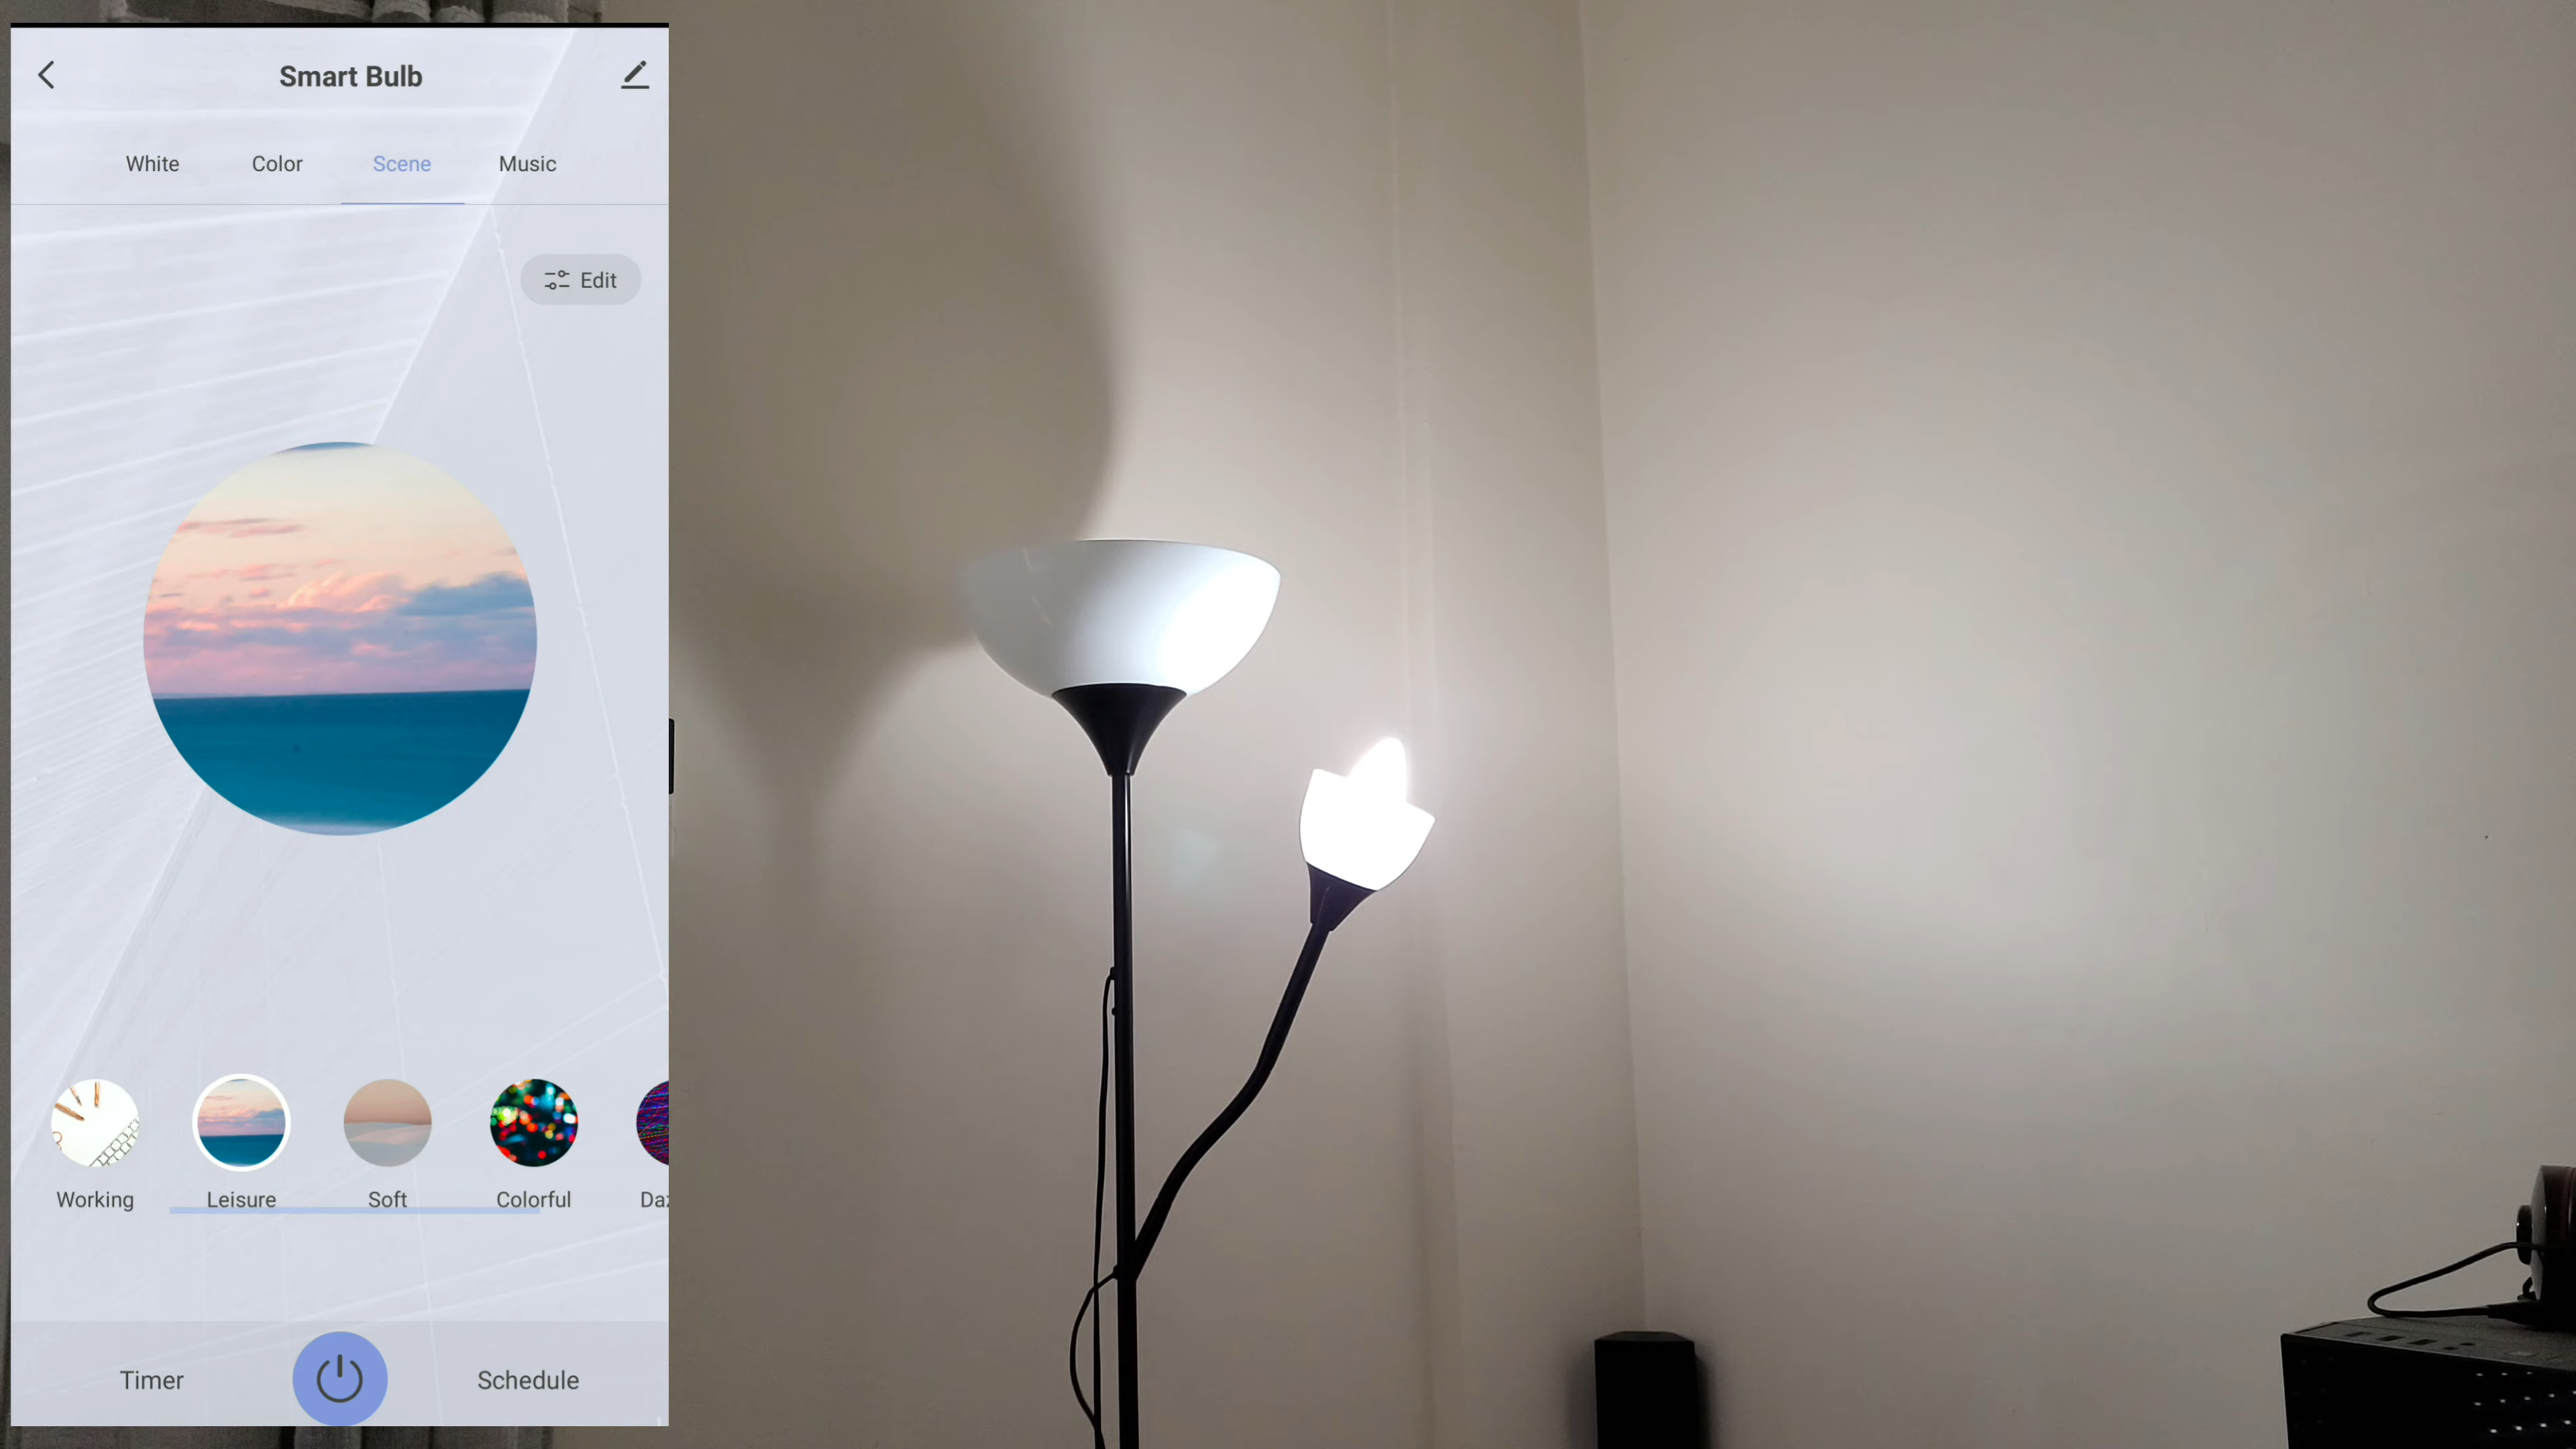 Smart Bulb
White Color Scene Music
Edit
Working Leisure Soft Colorful
Timer Schedule